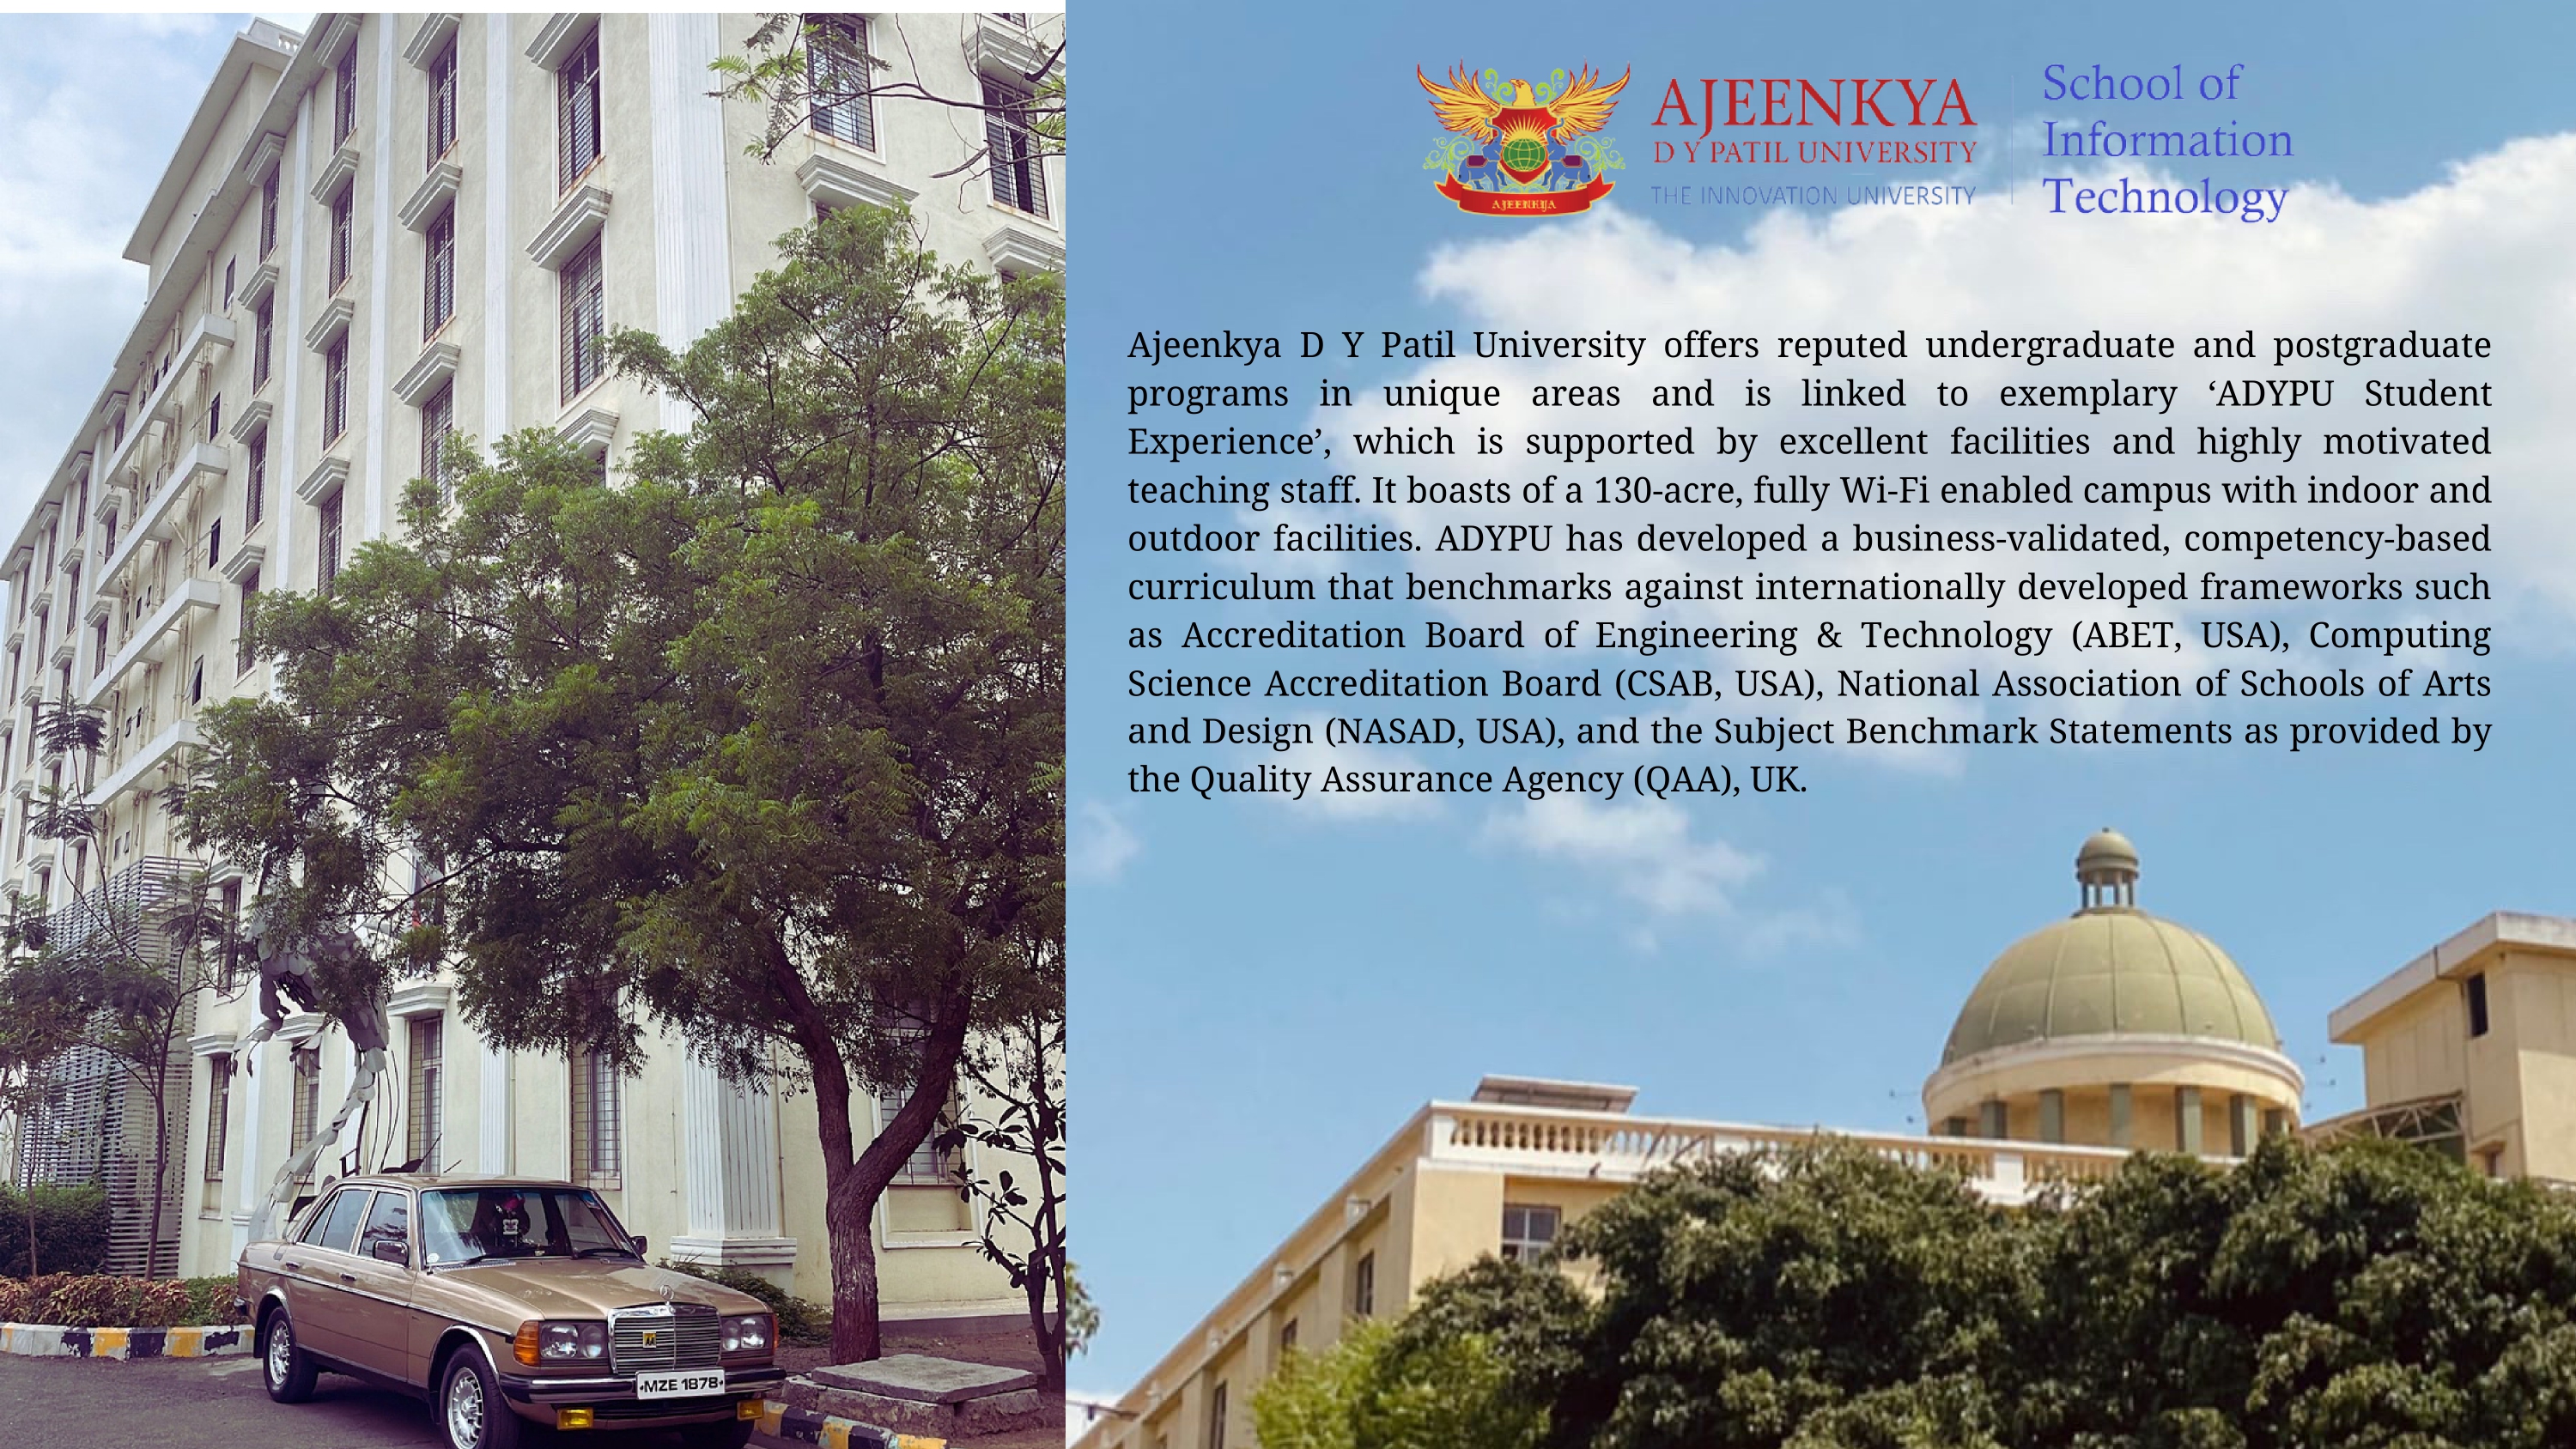 AJEENKYA
D Y PATIL UNIVERSITY
THE INNOVATION UNIVERSITY
AJEENKYA
School of
Information
Technology
Ajeenkya D Y Patil University offers reputed undergraduate and postgraduate
programs in unique areas and is linked to exemplary ‘ADYPU Student
Experience’, which is supported by excellent facilities and highly motivated
teaching staff. It boasts of a 130-acre, fully Wi-Fi enabled campus with indoor and
outdoor facilities. ADYPU has developed a business-validated, competency-based
curriculum that benchmarks against internationally developed frameworks such
as Accreditation Board of Engineering & Technology (ABET, USA), Computing
Science Accreditation Board (CSAB, USA), National Association of Schools of Arts
and Design (NASAD, USA), and the Subject Benchmark Statements as provided by
the Quality Assurance Agency (QAA), UK.
•MZE 1878•